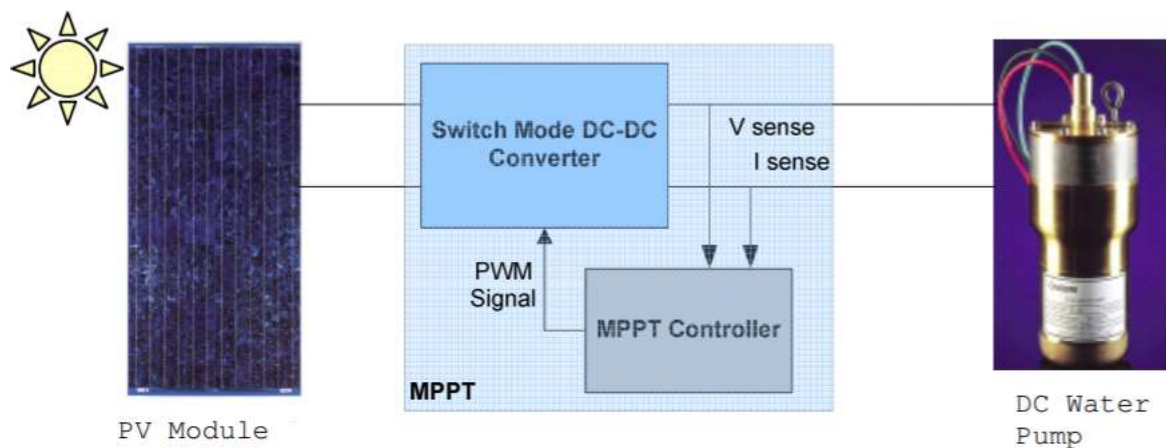 Switch Mode DC-DC
Converter
V sense
I sense
PWM
Signal
MPPT Controller
MPPT
PV Module
DC Water
Pump